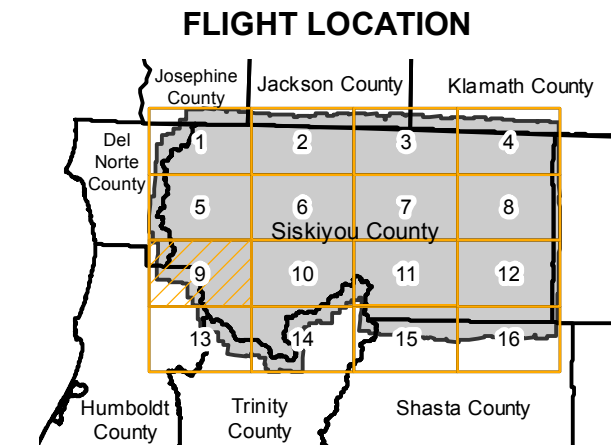 FLIGHT LOCATION
Josephine
County
Jackson County
Klamath County
Del
Norte
County
1
2
3
4
5
6
7
8
Siskiyou County
9
10
11
12
13
14
15
16
Humboldt
County
Trinity
County
Shasta County